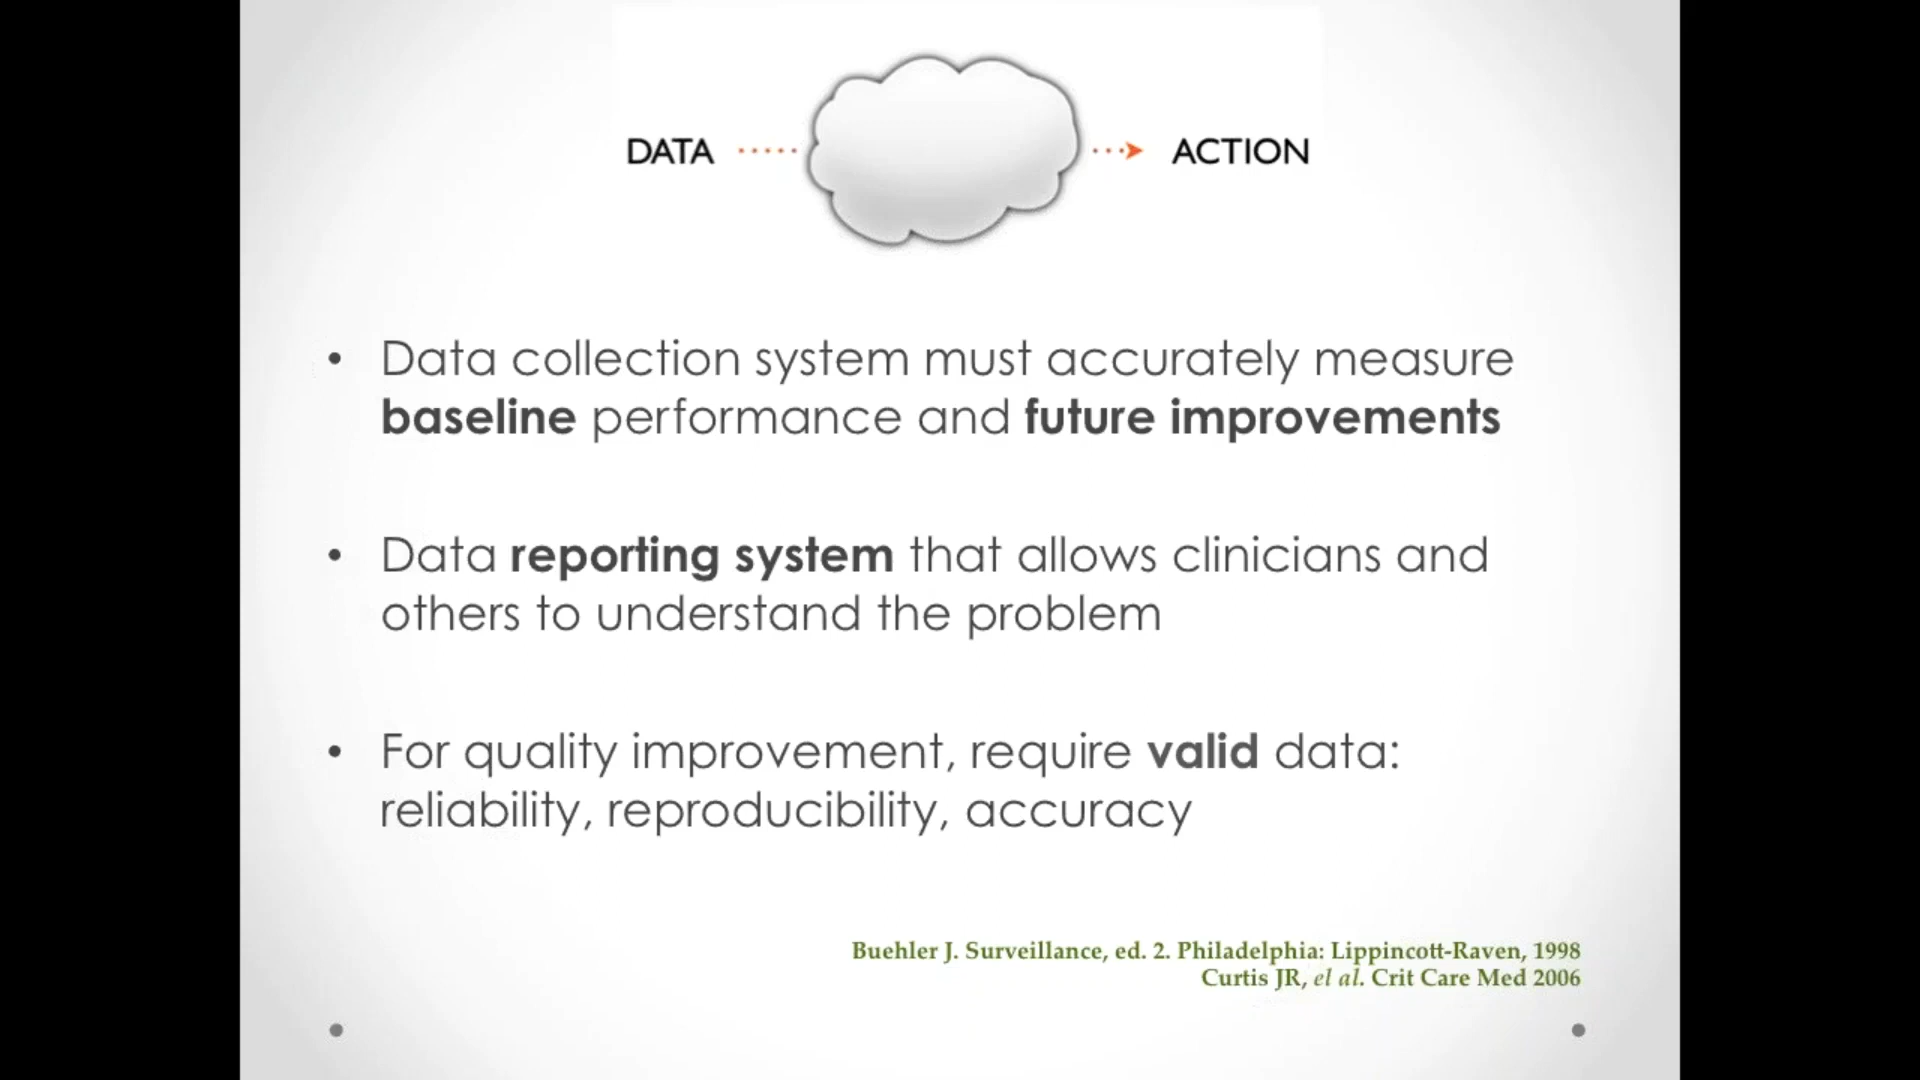 DATA ACTION
• Data collection system must accurately measure
baseline performance and future improvements
• Data reporting system that allows clinicians and
others to understand the problem
• For quality improvement, require valid data:
reliability, reproducibility, accuracy
Buehler J. Surveillance, ed. 2. Philadelphia: Lippincott-Raven, 1998
Curtis JR, el al. Crit Care Med 2006